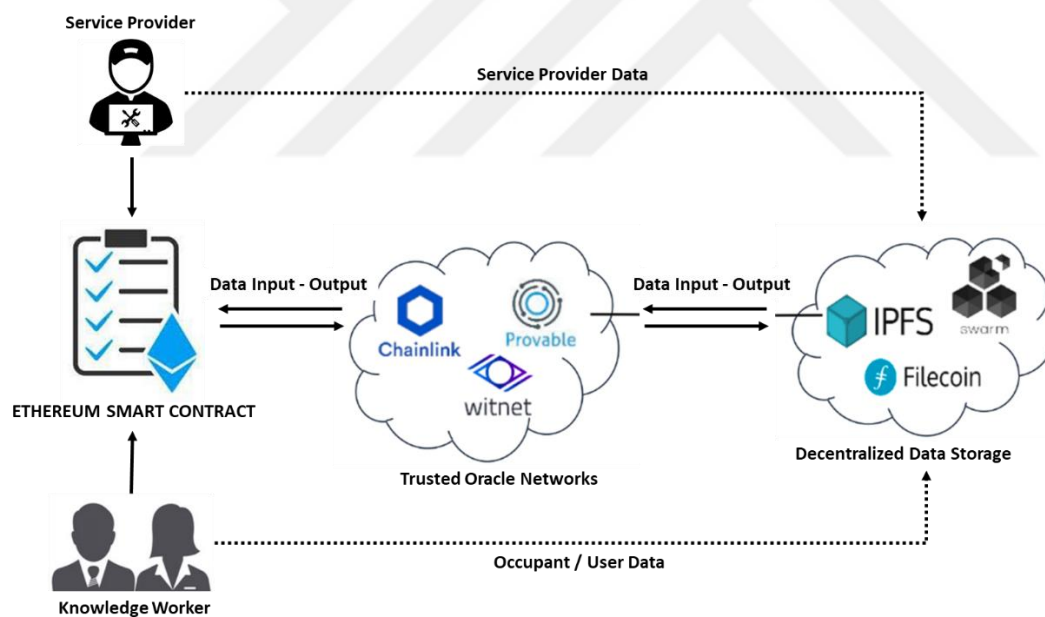 Service Provider
Service Provider Data
Data Input - Output
Data Input - Output
Chainlink
Provable
witnet
IPFS
swarm
Filecoin
ETHEREUM SMART CONTRACT
Trusted Oracle Networks
Decentralized Data Storage
Occupant / User Data
Knowledge Worker